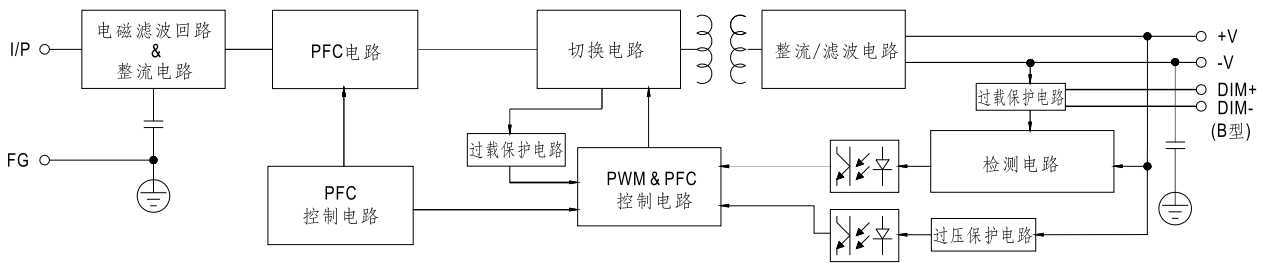 I/P
电磁滤波回路
&
整流电路
PFC电路
切换电路
整流/滤波电路
+V
-V
过载保护电路
DIM+
DIM-
(B型)
FG
过载保护电路
检测电路
PFC
控制电路
PWM & PFC
控制电路
过压保护电路